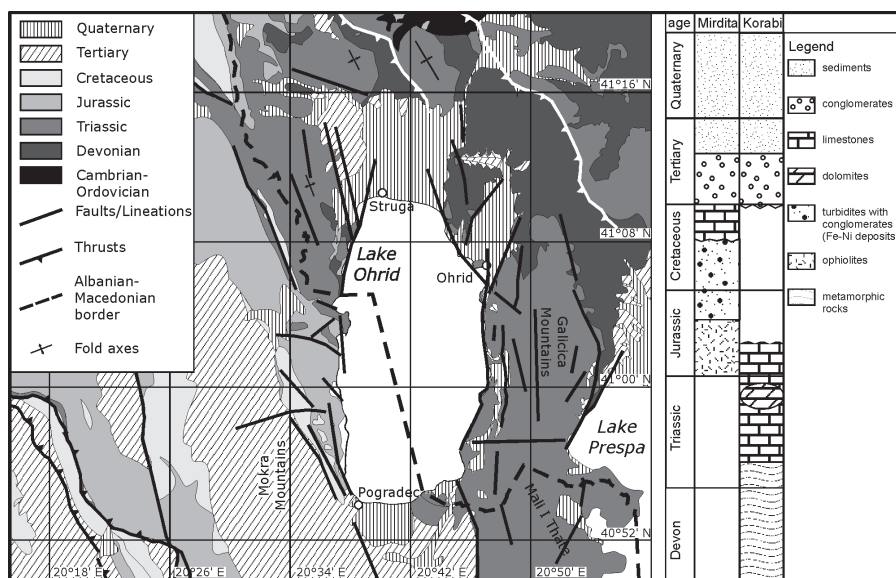 Quaternary
Tertiary
Cretaceous
Jurassic
Triassic
Devonian
Cambrian-
Ordovician
Faults/Lineations
Thrusts
Albanian-
Macedonian
border
Fold axes
41°16' N
41°08' N
41°00' N
40°52' N
20°18' E
20°26' E
20°34' E
20°42' E
20°50' E
Struga
Lake
Ohrid
Ohrid
Galicica
Mountains
Lake
Prespa
Mokra
Mountains
Pogradec
Mali I Thate
age Mirdita Korabi
Quaternary
Tertiary
Cretaceous
Jurassic
Triassic
Devon
Legend
sediments
conglomerates
limestones
dolomites
turbidites with
conglomerates
(Fe-Ni deposits
ophiolites
metamorphic
rocks